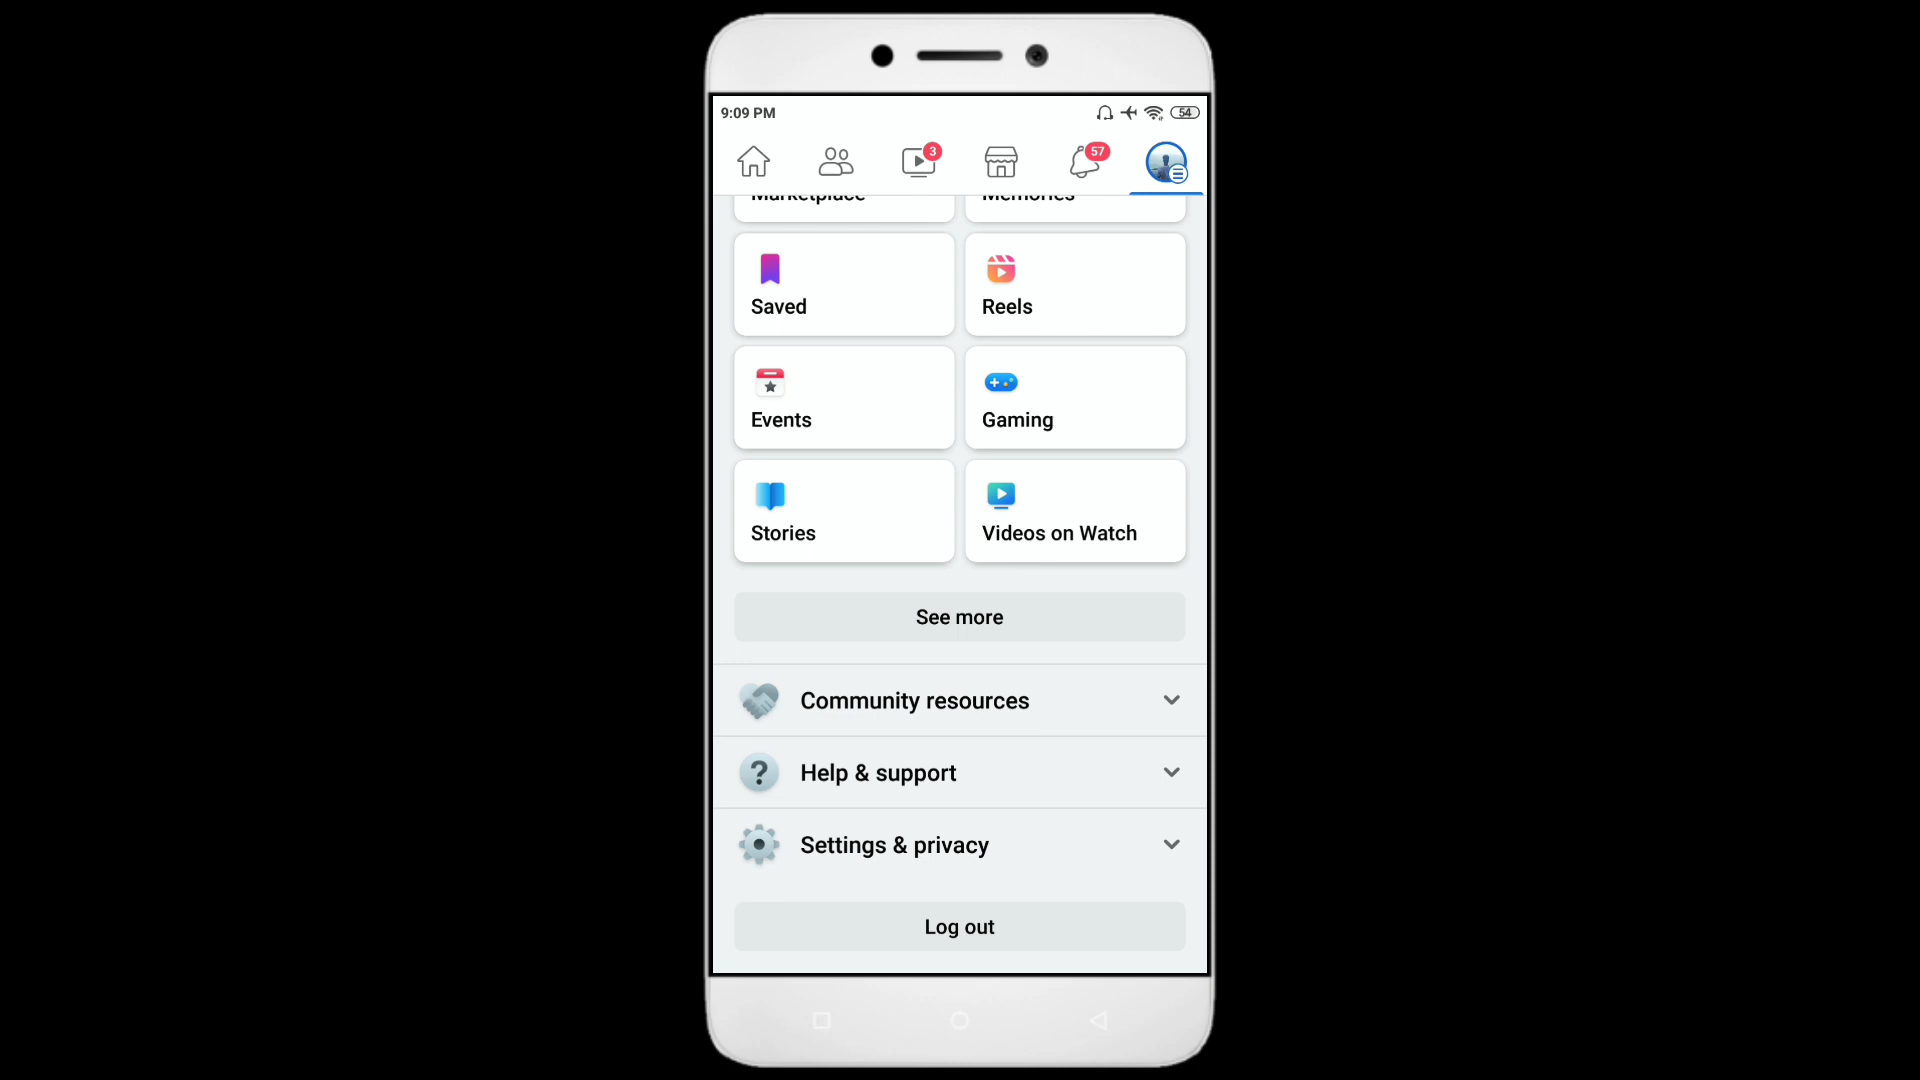 9:09 PM
54
3
57
Marketplace
Memories
Saved
Reels
Events
Gaming
Stories
Videos on Watch
See more
Community resources
Help & support
Settings & privacy
Log out